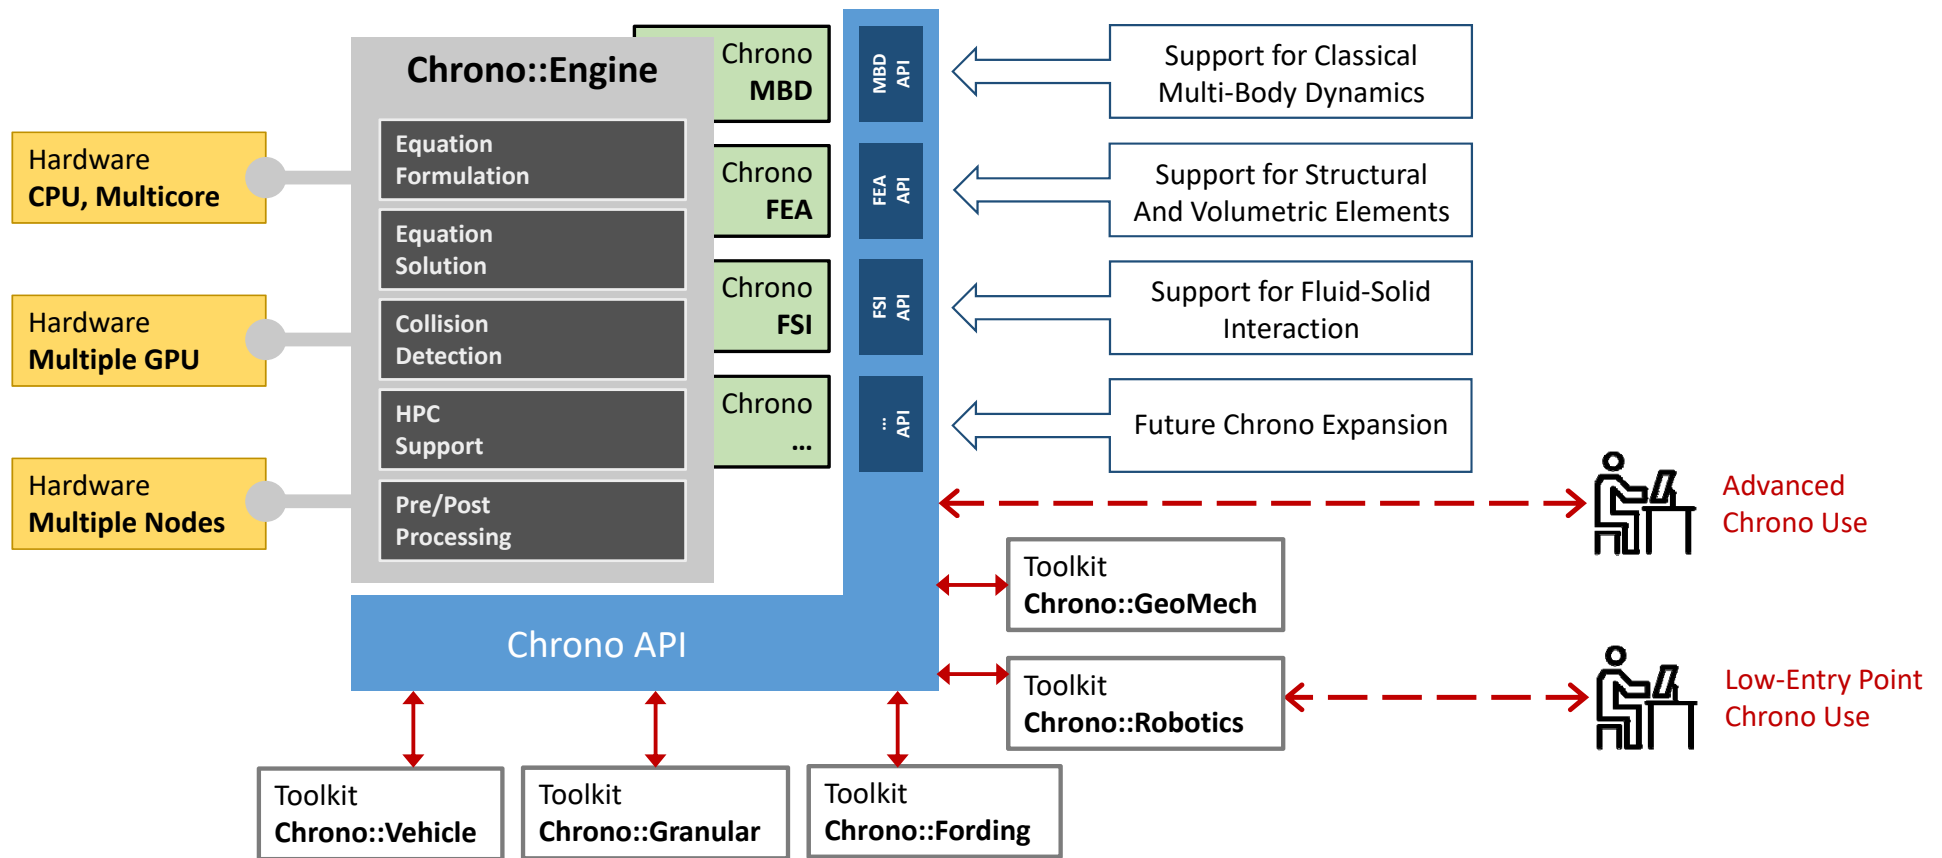 Chrono::Engine
Equation
Formulation
Equation
Solution
Collision
Detection
HPC
Support
Pre/Post
Processing
Hardware
CPU, Multicore
Hardware
Multiple GPU
Hardware
Multiple Nodes
Chrono
MBD
Chrono
FEA
Chrono
FSI
Chrono
...
MBD
API
FEA
API
FSI
API
...
API
Support for Classical
Multi-Body Dynamics
Support for Structural
And Volumetric Elements
Support for Fluid-Solid
Interaction
Future Chrono Expansion
Advanced
Chrono Use
Toolkit
Chrono::GeoMech
Chrono API
Toolkit
Chrono::Robotics
Low-Entry Point
Chrono Use
Toolkit
Chrono::Vehicle
Toolkit
Chrono::Granular
Toolkit
Chrono::Fording